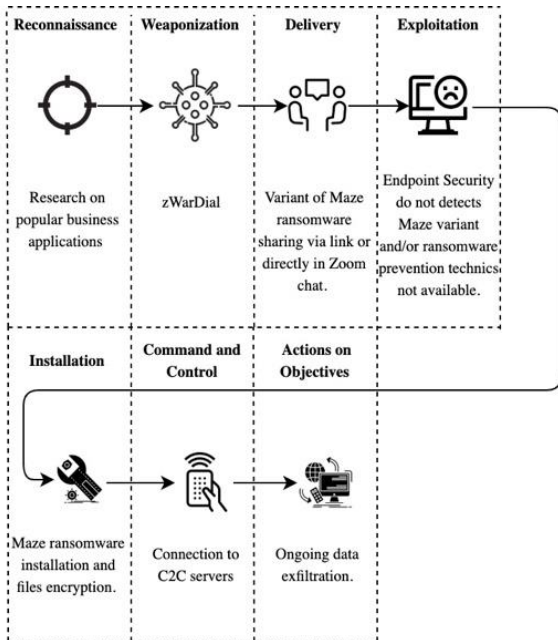 Reconnaissance
Weaponization
Delivery
Exploitation
Research on
popular business
applications
zWarDial
Variant of Maze
ransomware
sharing via link or
directly in Zoom
chat.
Endpoint Security
do not detects
Maze variant
and/or ransomware
prevention technics
not available.
Installation
Command and
Control
Actions on
Objectives
Maze ransomware
installation and
files encryption.
Connection to
C2C servers
Ongoing data
exfiltration.